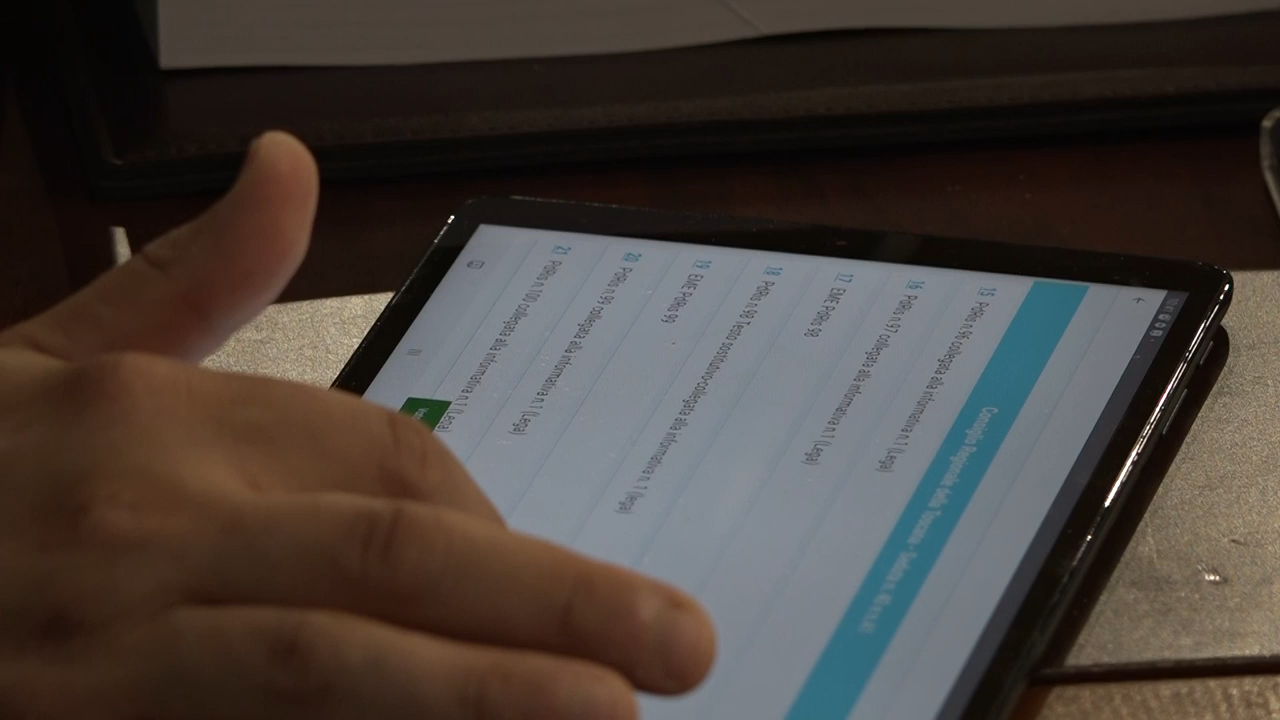 Consiglio Regionale della Toscana - Seduta n.
15 PdRis n.96 collegata alla informativa n.1 (Lega)
16 PdRis n.97 collegata alla informativa n.1 (Lega)
17 EME PdRis 98
18 PdRis n.98 Testo sostitutivo-collegata alla informativa n.1 (lega)
19 EME PdRis 99
20 PdRis n.99 collegata alla informativa n.1 (Lega)
21 PdRis n.100 collegata alla informativa n.1 (Lega)